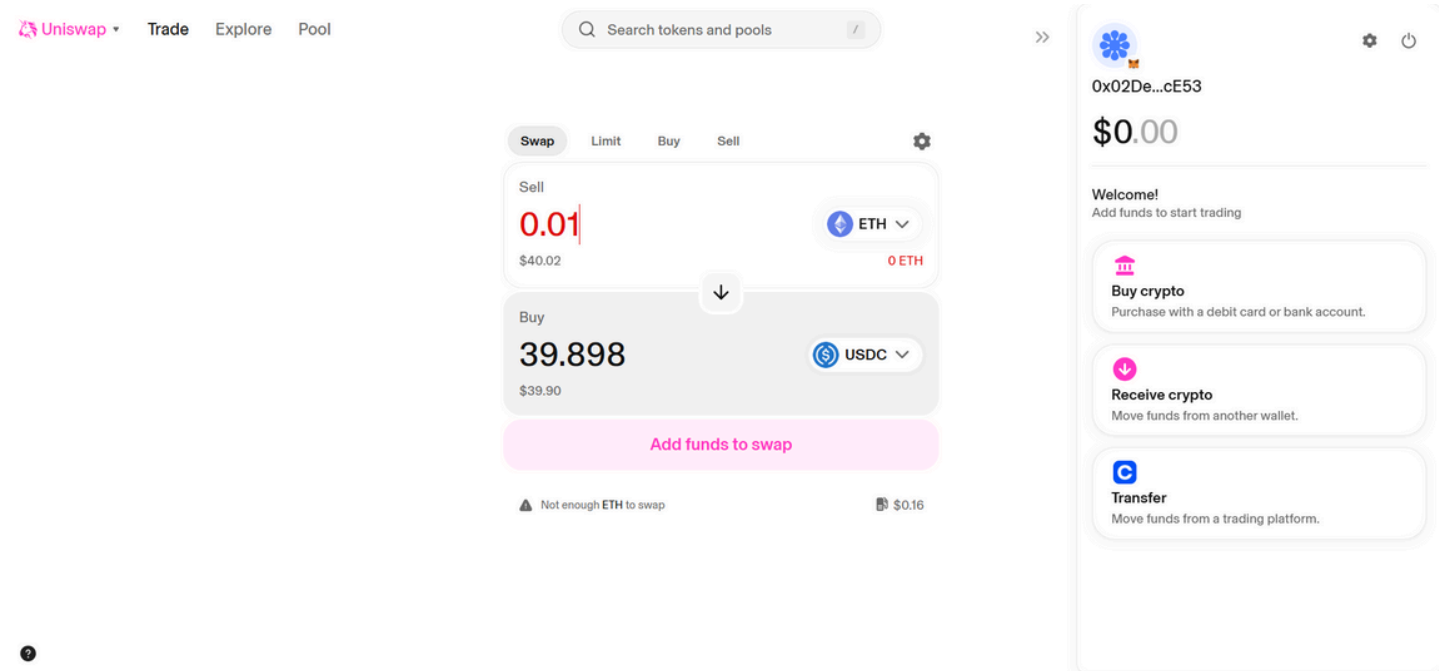 Uniswap Trade Explore Pool
Search tokens and pools /
0x02De...cE53
$0.00
Swap Limit Buy Sell
Sell
0.01 ETH
$40.02 0 ETH
Buy
39.898 USDC
$39.90
Add funds to swap
Not enough ETH to swap $0.16
Welcome!
Add funds to start trading
Buy crypto
Purchase with a debit card or bank account.
Receive crypto
Move funds from another wallet.
Transfer
Move funds from a trading platform.
?